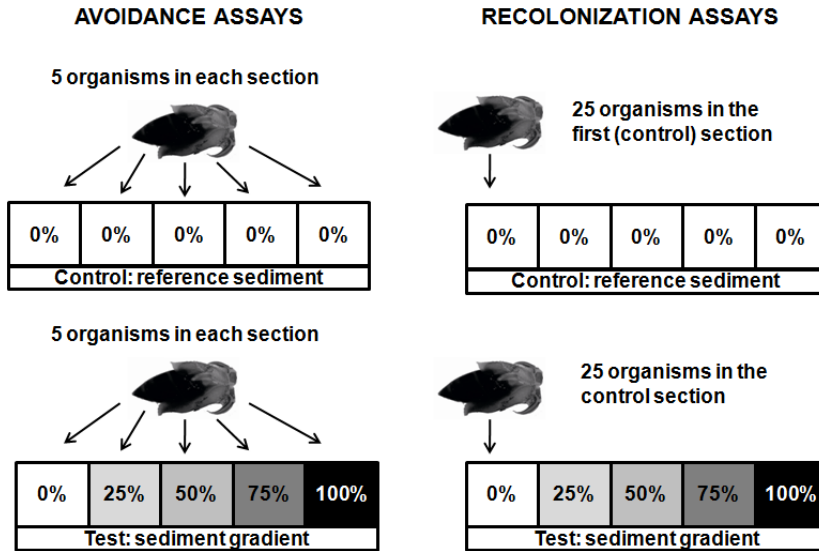 AVOIDANCE ASSAYS
5 organisms in each section
0% 0% 0% 0% 0%
Control: reference sediment
5 organisms in each section
0% 25% 50% 75% 100%
Test: sediment gradient
RECOLONIZATION ASSAYS
25 organisms in the
first (control) section
0% 0% 0% 0% 0%
Control: reference sediment
25 organisms in the
control section
0% 25% 50% 75% 100%
Test: sediment gradient